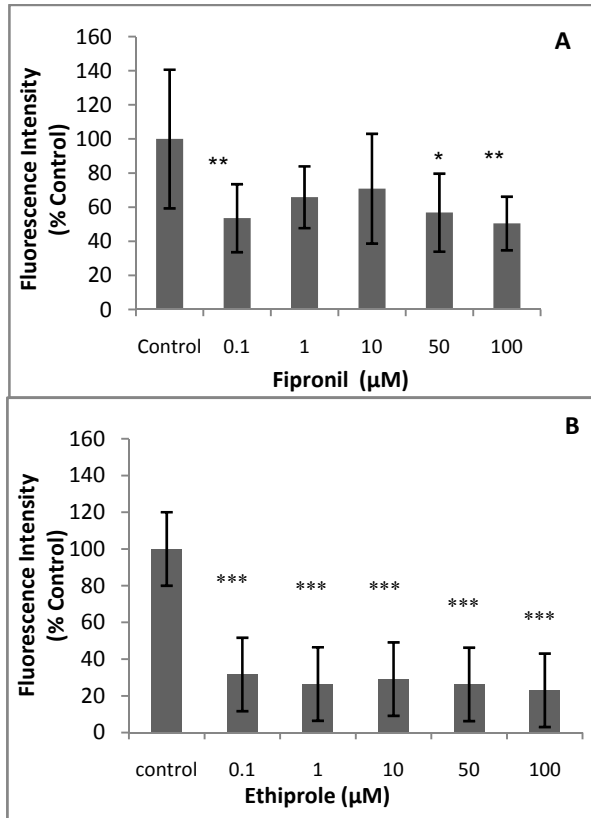 A
160
140
120
100
80
60
40
20
0
Fluorescence Intensity
(% Control)
** * **
Control 0.1 1 10 50 100
Fipronil (µM)
B
160
140
120
100
80
60
40
20
0
Fluorescence Intensity
(% Control)
*** *** *** *** ***
control 0.1 1 10 50 100
Ethiprole (µM)